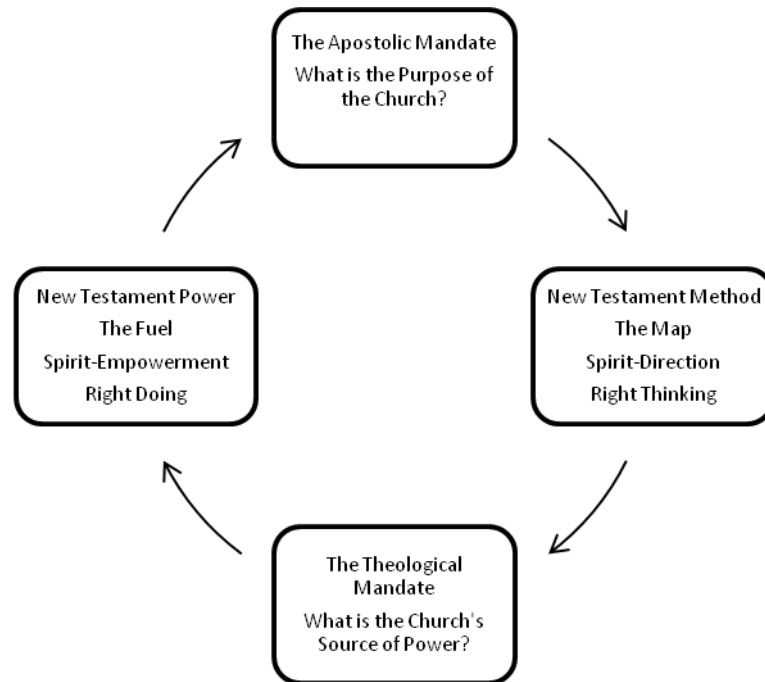 The Apostolic Mandate
What is the Purpose of
the Church?
New Testament Power
The Fuel
Spirit-Empowerment
Right Doing
New Testament Method
The Map
Spirit-Direction
Right Thinking
The Theological
Mandate
What is the Church's
Source of Power?